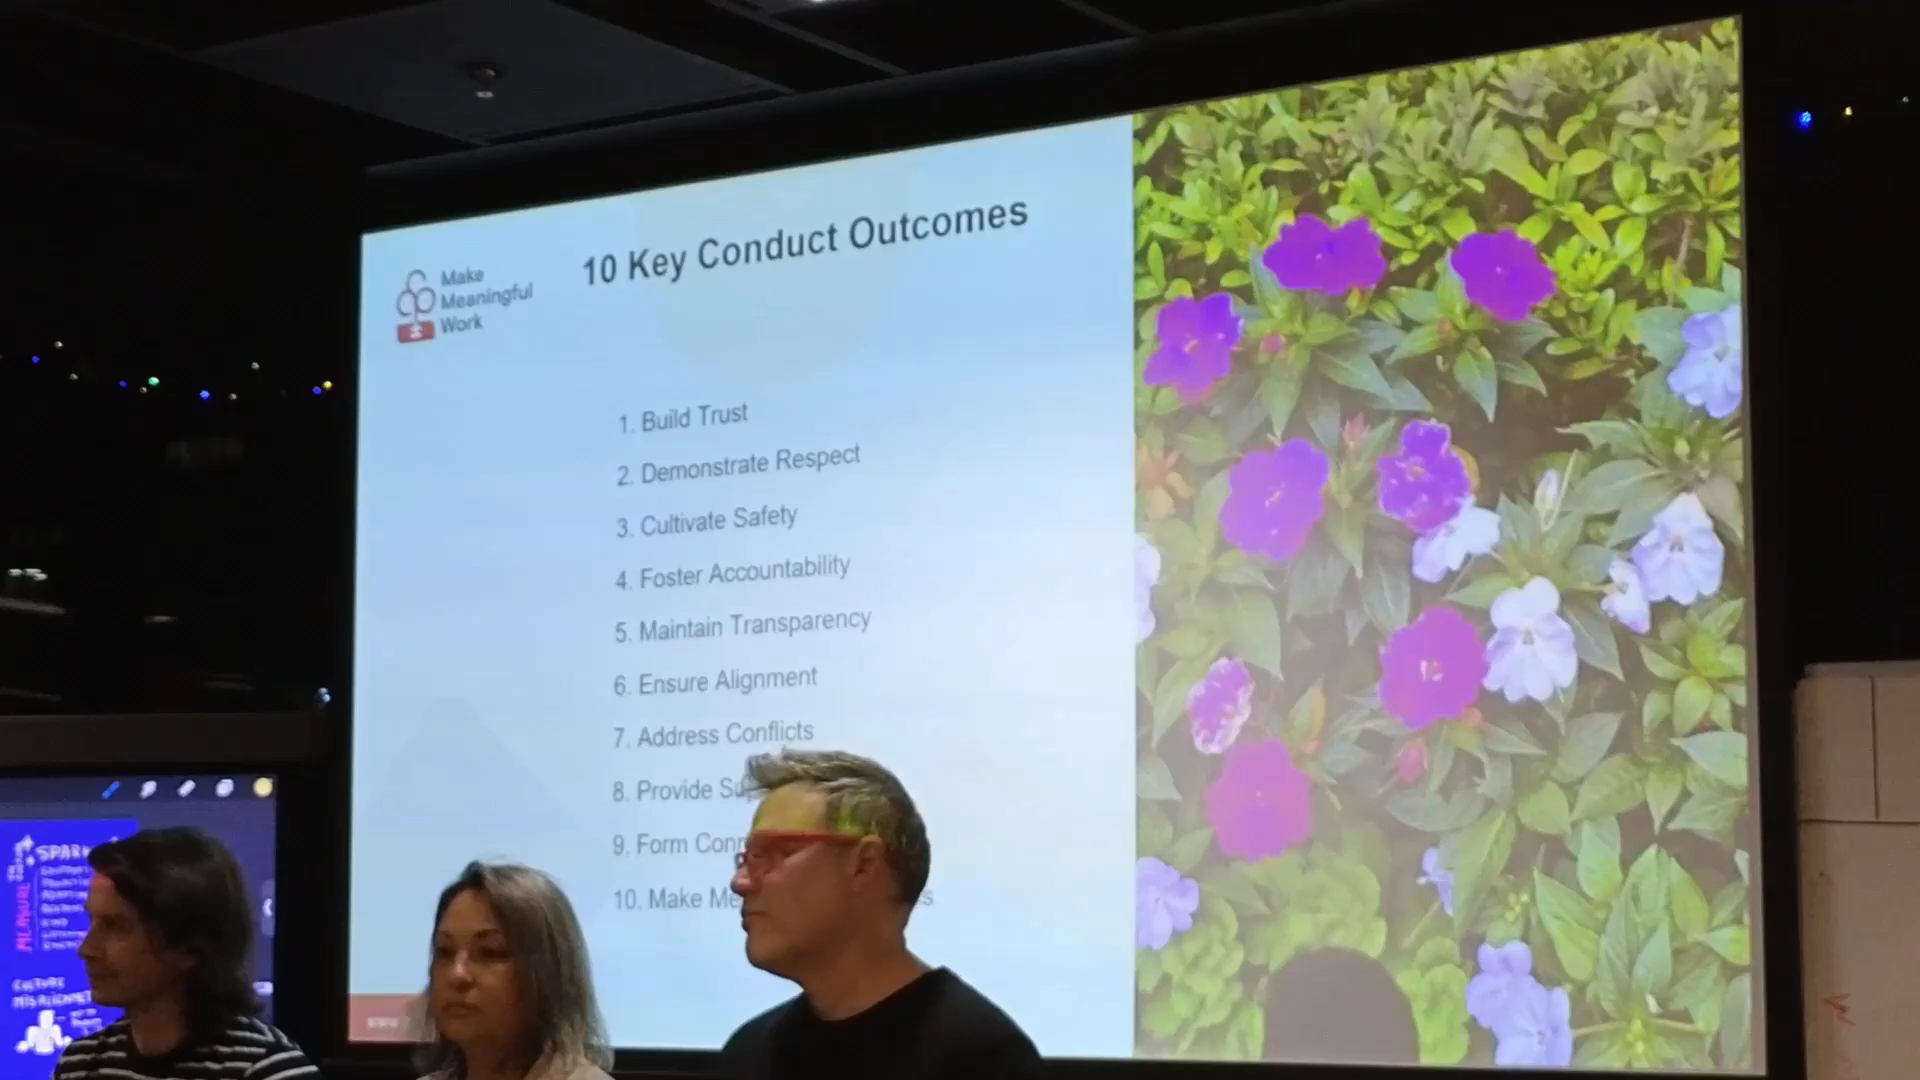 Make
Meaningful
Work
10 Key Conduct Outcomes
1. Build Trust
2. Demonstrate Respect
3. Cultivate Safety
4. Foster Accountability
5. Maintain Transparency
6. Ensure Alignment
7. Address Conflicts
8. Provide
9. Form
10. Make
www
SPARK
CULTURE